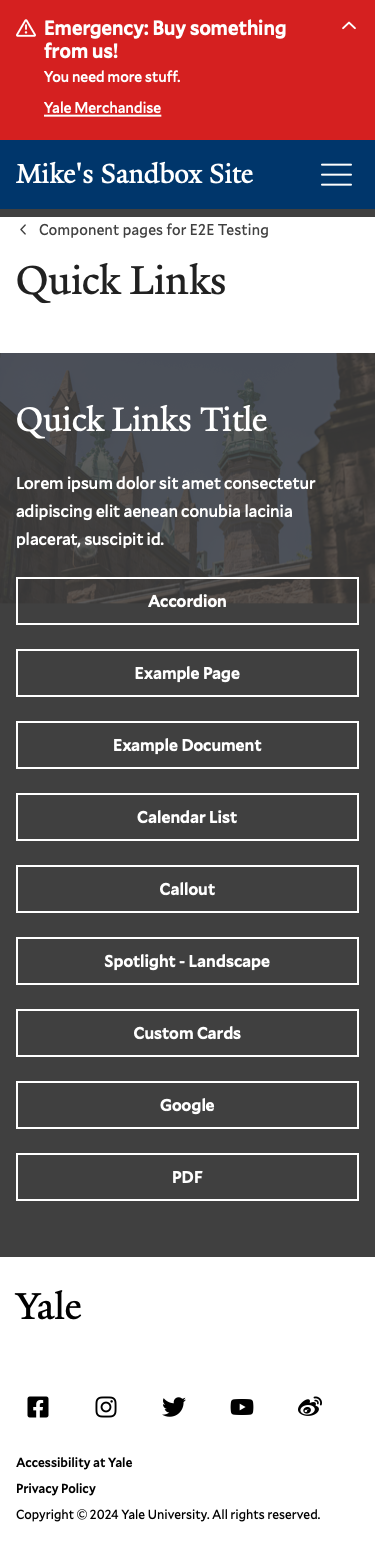 Emergency: Buy something
from us!
You need more stuff.
Yale Merchandise
Mike's Sandbox Site
Component pages for E2E Testing
Quick Links
Quick Links Title
Lorem ipsum dolor sit amet consectetur
adipiscing elit aenean conubia lacinia
placerat, suscipit id.
Accordion
Example Page
Example Document
Calendar List
Callout
Spotlight - Landscape
Custom Cards
Google
PDF
Yale
Accessibility at Yale
Privacy Policy
Copyright © 2024 Yale University. All rights reserved.